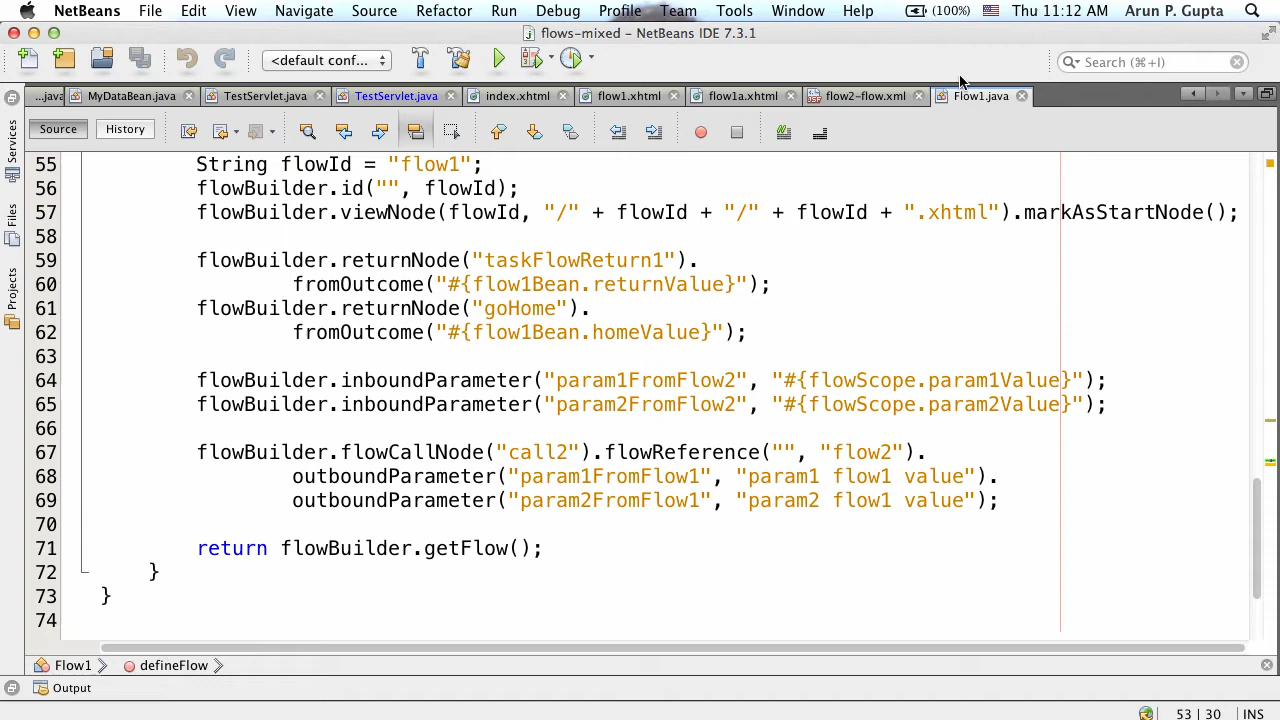 NetBeans File Edit View Navigate Source Refactor Run Debug Profile Team Tools Window Help (100%) Thu 11:12 AM Arun P. Gupta
flows-mixed – NetBeans IDE 7.3.1
<default conf... Search (⌘+I)
...java MyDataBean.java TestServlet.java TestServlet.java index.xhtml flow1.xhtml flow1a.xhtml flow2-flow.xml Flow1.java
Source History
Services
Files
Projects
55 String flowId = "flow1";
56 flowBuilder.id("", flowId);
57 flowBuilder.viewNode(flowId, "/" + flowId + "/" + flowId + ".xhtml").markAsStartNode();
58
59 flowBuilder.returnNode("taskFlowReturn1").
60 fromOutcome("#{flow1Bean.returnValue}");
61 flowBuilder.returnNode("goHome").
62 fromOutcome("#{flow1Bean.homeValue}");
63
64 flowBuilder.inboundParameter("param1FromFlow2", "#{flowScope.param1Value}");
65 flowBuilder.inboundParameter("param2FromFlow2", "#{flowScope.param2Value}");
66
67 flowBuilder.flowCallNode("call2").flowReference("", "flow2").
68 outboundParameter("param1FromFlow1", "param1 flow1 value").
69 outboundParameter("param2FromFlow1", "param2 flow1 value");
70
71 return flowBuilder.getFlow();
72 }
73 }
74
Flow1 defineFlow
Output
53 | 30 INS